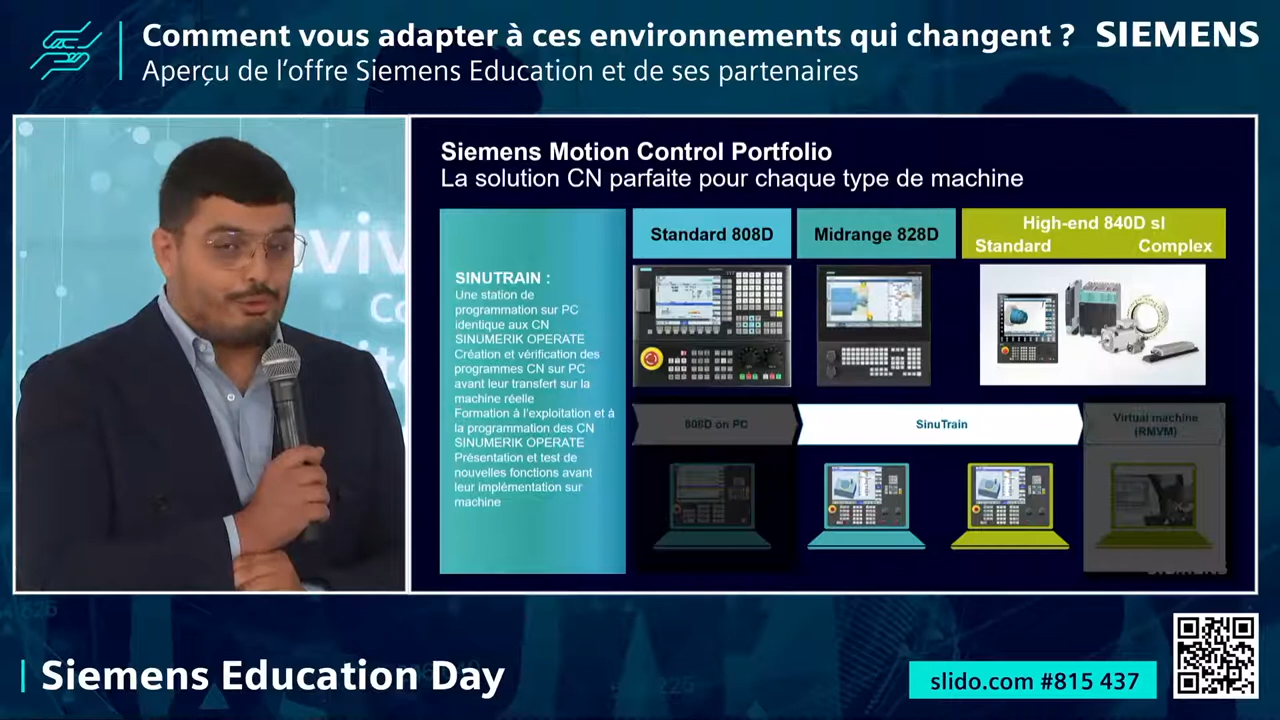 Comment vous adapter à ces environnements qui changent ?
SIEMENS
Aperçu de l'offre Siemens Education et de ses partenaires
Siemens Motion Control Portfolio
La solution CN parfaite pour chaque type de machine
SINUTRAIN :
Une station de
programmation sur PC
identique aux CN
SINUMERIK OPERATE
Création et vérification des
programmes CN sur PC
avant leur transfert sur la
machine réelle
Formation à l'exploitation et à
la programmation des CN
SINUMERIK OPERATE
Présentation et test de
nouvelles fonctions avant
leur implémentation sur
machine
Standard 808D
Midrange 828D
High-end 840D sl
Standard
Complex
808D on PC
SinuTrain
Virtual machine
(RMVM)
Siemens Education Day
slido.com #815 437